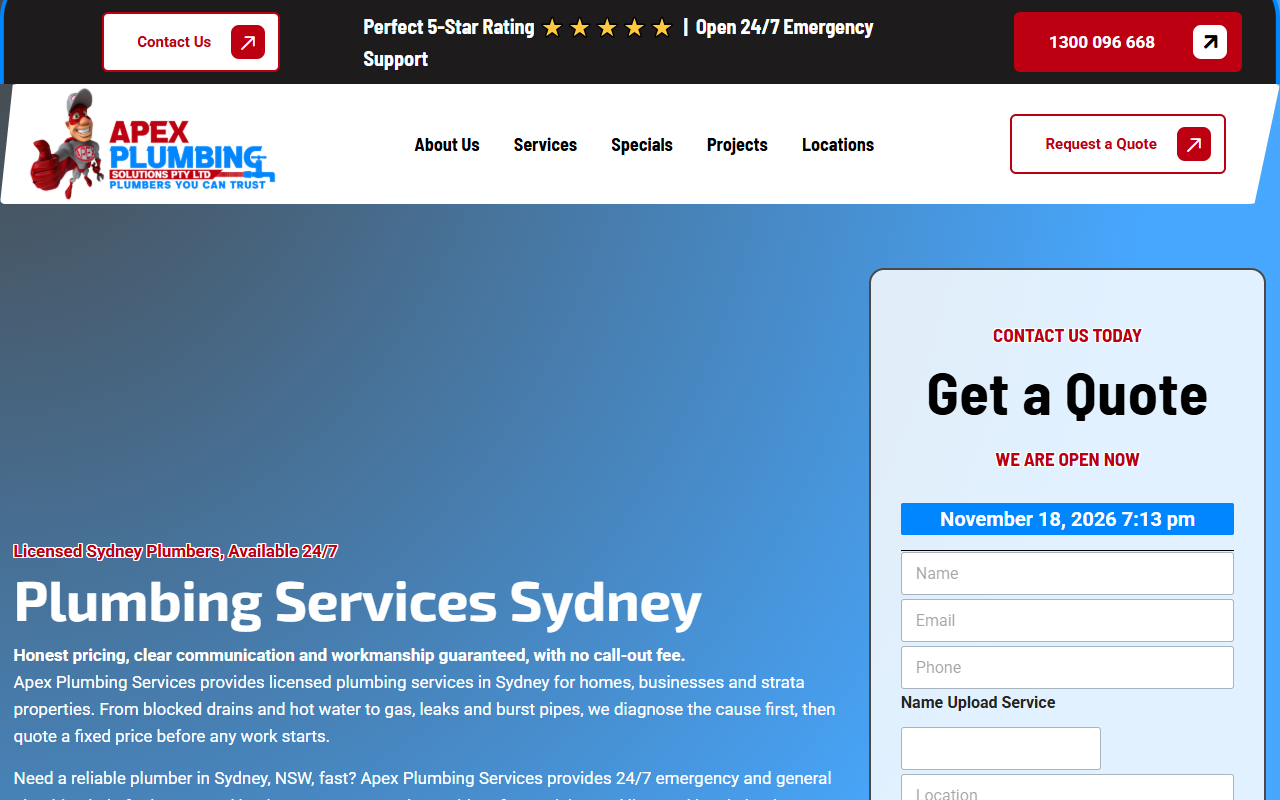 Contact Us
Perfect 5-Star Rating ★ ★ ★ ★ ★ | Open 24/7 Emergency
Support
1300 096 668
APEX
PLUMBING
SOLUTIONS PTY LTD
PLUMBERS YOU CAN TRUST
About Us
Services
Specials
Projects
Locations
Request a Quote
CONTACT US TODAY
Get a Quote
WE ARE OPEN NOW
November 18, 2026 7:13 pm
Name
Email
Phone
Name Upload Service
Location
Licensed Sydney Plumbers, Available 24/7
Plumbing Services Sydney
Honest pricing, clear communication and workmanship guaranteed, with no call-out fee.
Apex Plumbing Services provides licensed plumbing services in Sydney for homes, businesses and strata
properties. From blocked drains and hot water to gas, leaks and burst pipes, we diagnose the cause first, then
quote a fixed price before any work starts.
Need a reliable plumber in Sydney, NSW, fast? Apex Plumbing Services provides 24/7 emergency and general